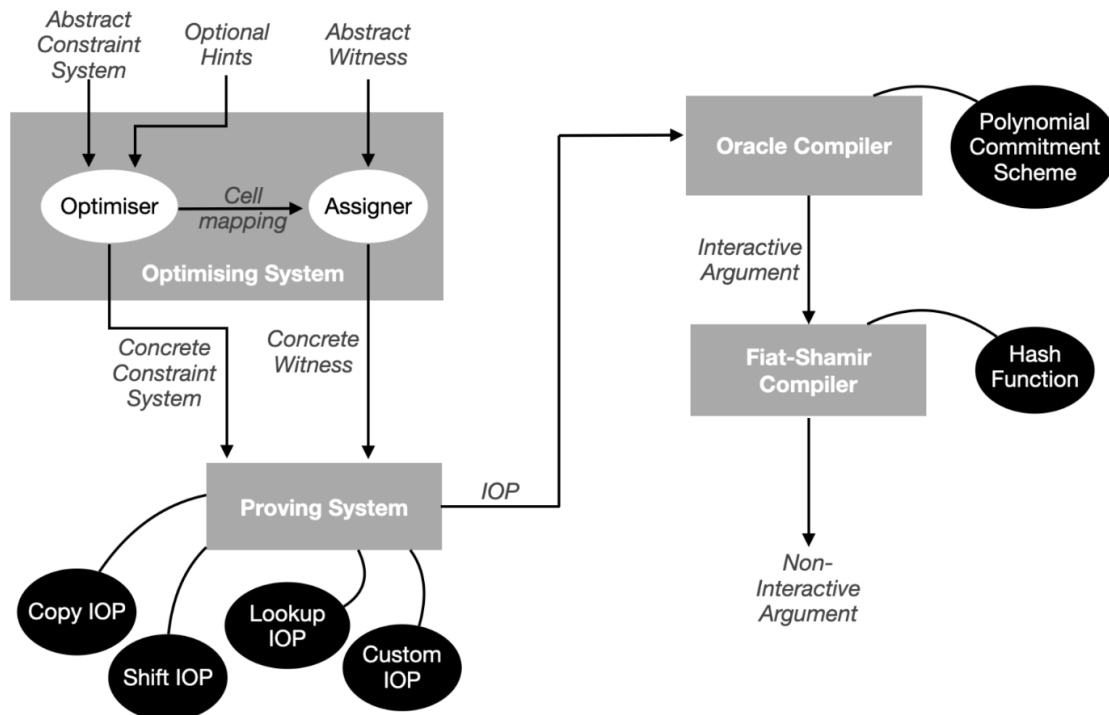 Abstract
Constraint
System
Optional
Hints
Abstract
Witness
Optimiser
Cell
mapping
Assigner
Optimising System
Concrete
Constraint
System
Concrete
Witness
Proving System
IOP
Copy IOP
Shift IOP
Lookup
IOP
Custom
IOP
Oracle Compiler
Polynomial
Commitment
Scheme
Interactive
Argument
Fiat-Shamir
Compiler
Hash
Function
Non-
Interactive
Argument